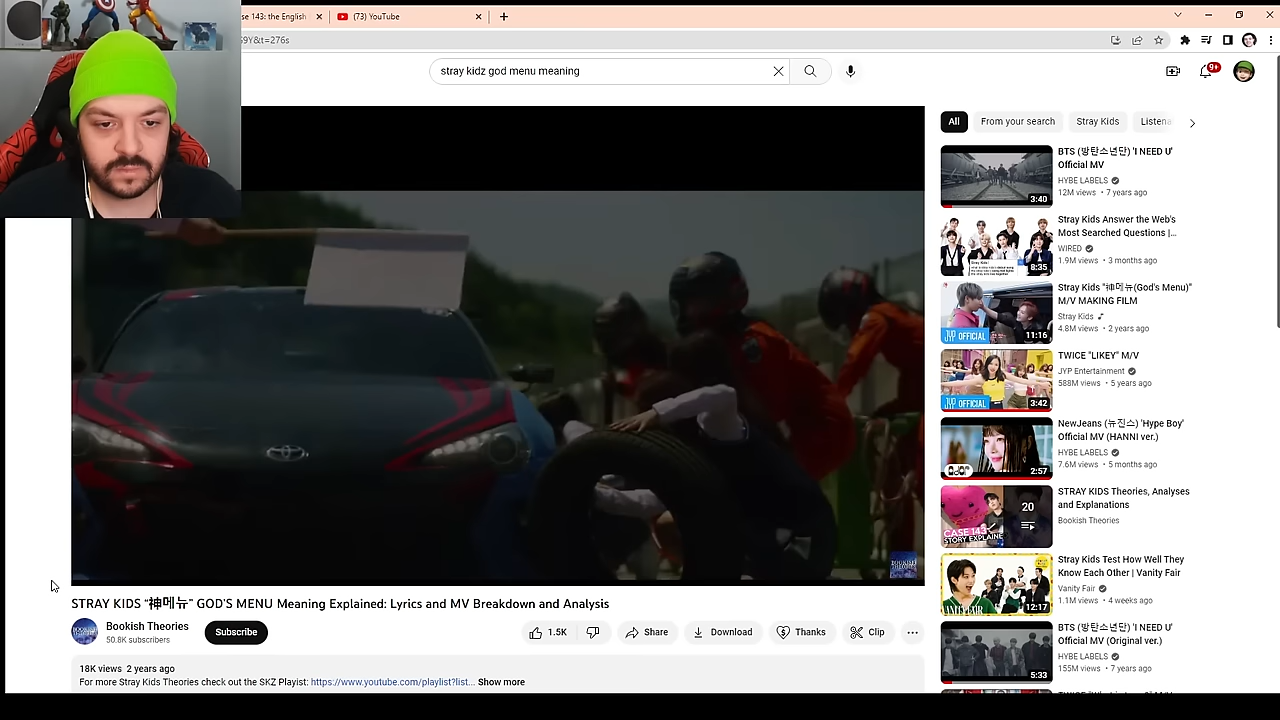 se 143: the English
(73) YouTube
59Y&t=276s
stray kidz god menu meaning
9+
All
From your search
Stray Kids
Listena
BTS (방탄소년단) 'I NEED U'
Official MV
HYBE LABELS
12M views • 7 years ago
3:40
Stray Kids Answer the Web's
Most Searched Questions |...
WIRED
1.9M views • 3 months ago
8:35
Stray Kids "神메뉴(God's Menu)"
M/V MAKING FILM
Stray Kids
4.8M views • 2 years ago
JYP OFFICIAL
11:16
TWICE "LIKEY" M/V
JYP Entertainment
588M views • 5 years ago
JYP OFFICIAL
3:42
NewJeans (뉴진스) 'Hype Boy'
Official MV (HANNI ver.)
HYBE LABELS
7.6M views • 5 months ago
2:57
STRAY KIDS Theories, Analyses
and Explanations
Bookish Theories
20
CASE 143
STORY EXPLAINE
Stray Kids Test How Well They
Know Each Other | Vanity Fair
Vanity Fair
1.1M views • 4 weeks ago
VANITY FAIR
12:17
BTS (방탄소년단) 'I NEED U'
Official MV (Original ver.)
HYBE LABELS
155M views • 7 years ago
5:33
STRAY KIDS “神메뉴” GOD'S MENU Meaning Explained: Lyrics and MV Breakdown and Analysis
Bookish Theories
50.8K subscribers
Subscribe
1.5K
Share
Download
Thanks
Clip
18K views 2 years ago
For more Stray Kids Theories check out the SKZ Playlist: https://www.youtube.com/playlist?list... Show more